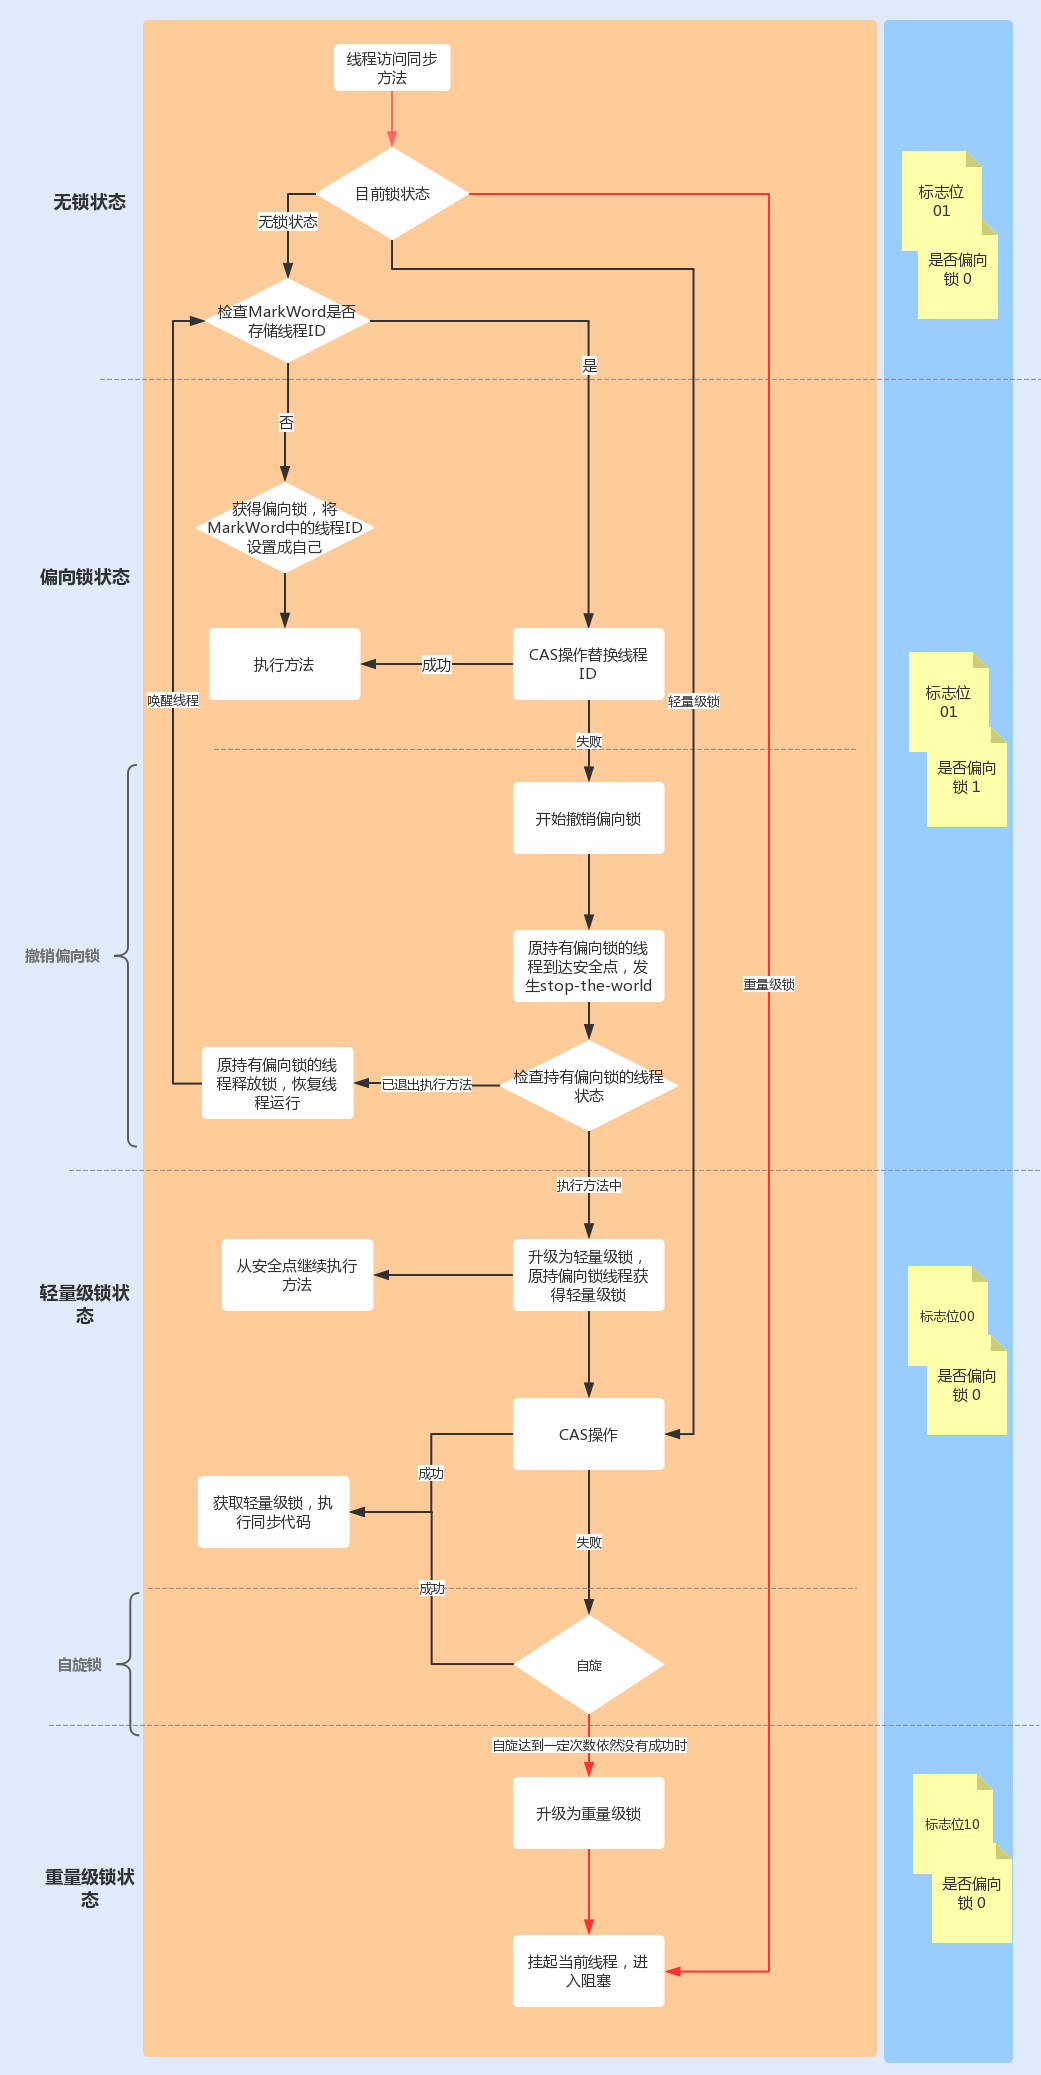 线程访问同步
方法
目前锁状态
无锁状态
无锁状态
标志位
01
是否偏向
锁 0
检查MarkWord是否
存储线程ID
是
否
获得偏向锁，将
MarkWord中的线程ID
设置成自己
偏向锁状态
执行方法
成功
CAS操作替换线程
ID
唤醒线程
轻量级锁
标志位
01
是否偏向
锁 1
失败
开始撤销偏向锁
撤销偏向锁
原持有偏向锁的线
程到达安全点，发
生stop-the-world
重量级锁
原持有偏向锁的线
程释放锁，恢复线
程运行
已退出执行方法
检查持有偏向锁的线程
状态
执行方法中
轻量级锁状
态
从安全点继续执行
方法
升级为轻量级锁，
原持偏向锁线程获
得轻量级锁
标志位00
是否偏向
锁 0
CAS操作
成功
获取轻量级锁，执
行同步代码
失败
成功
自旋锁
自旋
自旋达到一定次数依然没有成功时
升级为重量级锁
标志位10
是否偏向
锁 0
重量级锁状
态
挂起当前线程，进
入阻塞